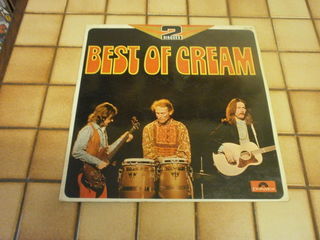 2
BEST OF CREAM
Polydor